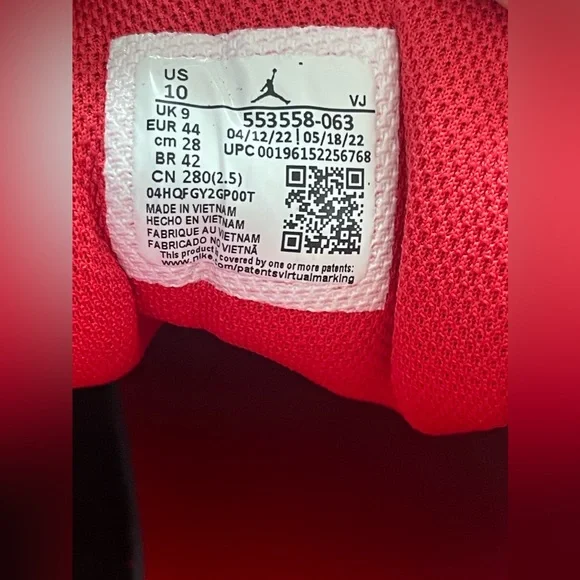 US
10
VJ
UK 9
553558-063
EUR 44
04/12/22 | 05/18/22
cm 28
UPC 00196152256768
BR 42
CN 280(2.5)
04HQFGY2GP00T
MADE IN VIETNAM
HECHO EN VIETNAM
FABRIQUE AU VIETNAM
FABRICADO NO VIETNÃ
This product is covered by one or more patents:
www.nike.com/patentsvirtualmarking